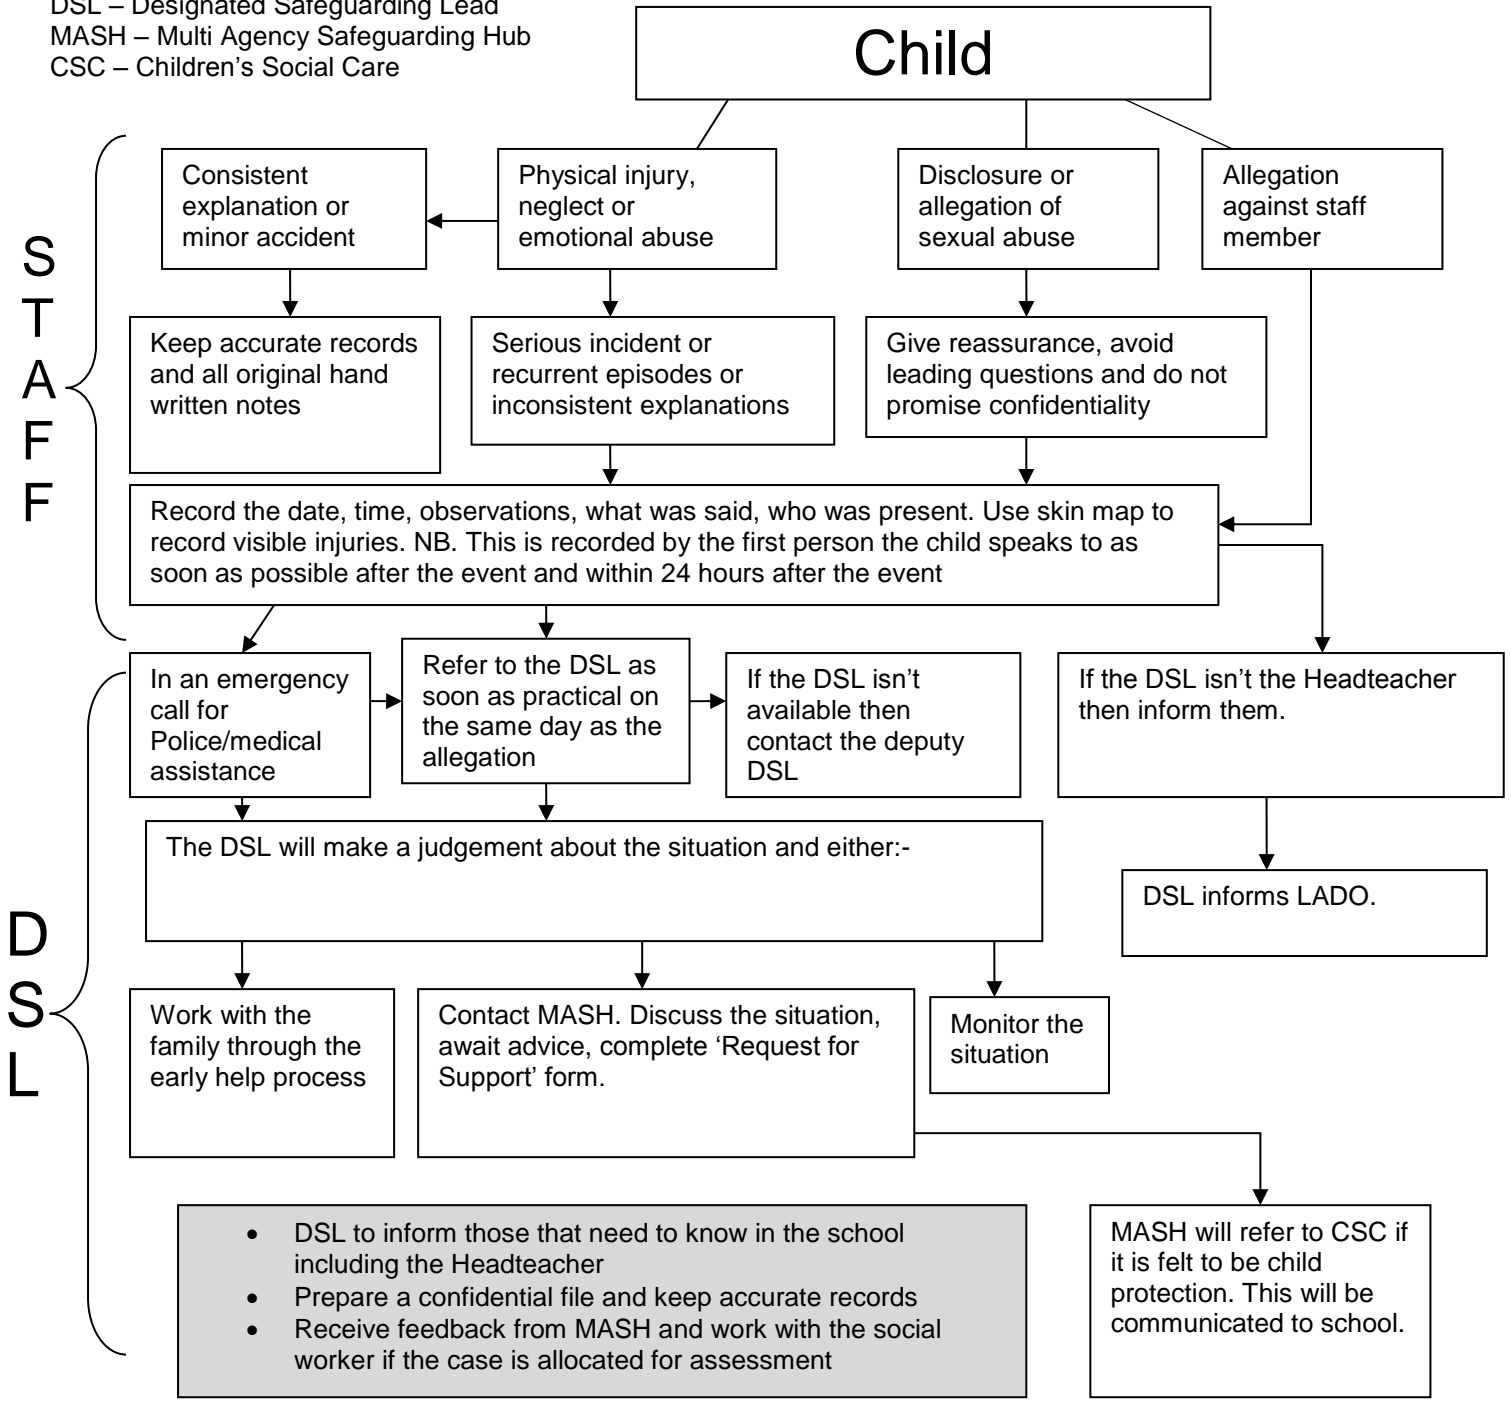 DSL – Designated Safeguarding Lead
MASH – Multi Agency Safeguarding Hub
CSC – Children's Social Care
Child
Consistent
explanation or
minor accident
Physical injury,
neglect or
emotional abuse
Disclosure or
allegation of
sexual abuse
Allegation
against staff
member
S
T
A
F
F
Keep accurate records
and all original hand
written notes
Serious incident or
recurrent episodes or
inconsistent explanations
Give reassurance, avoid
leading questions and do not
promise confidentiality
Record the date, time, observations, what was said, who was present. Use skin map to
record visible injuries. NB. This is recorded by the first person the child speaks to as
soon as possible after the event and within 24 hours after the event
In an emergency
call for
Police/medical
assistance
Refer to the DSL as
soon as practical on
the same day as the
allegation
If the DSL isn't
available then
contact the deputy
DSL
If the DSL isn't the Headteacher
then inform them.
The DSL will make a judgement about the situation and either:-
DSL informs LADO.
D
S
L
Work with the
family through the
early help process
Contact MASH. Discuss the situation,
await advice, complete ‘Request for
Support’ form.
Monitor the
situation
• DSL to inform those that need to know in the school
including the Headteacher
• Prepare a confidential file and keep accurate records
• Receive feedback from MASH and work with the social
worker if the case is allocated for assessment
MASH will refer to CSC if
it is felt to be child
protection. This will be
communicated to school.